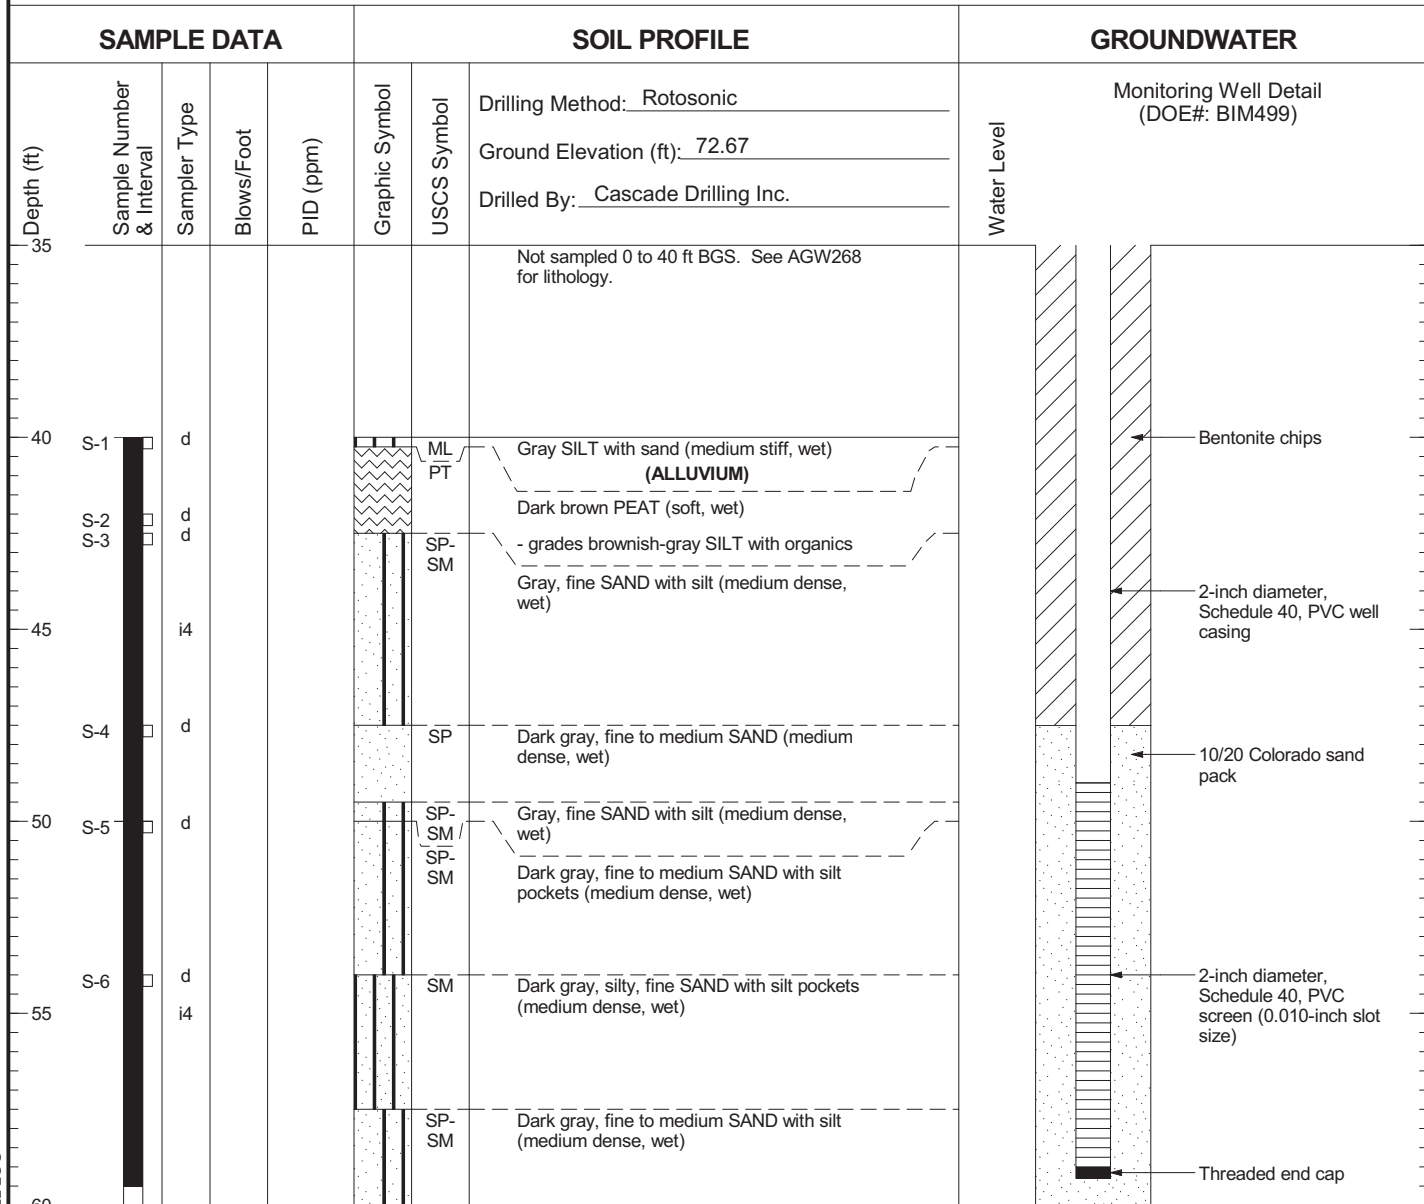 SAMPLE DATA
SOIL PROFILE
GROUNDWATER
Depth (ft)
Sample Number
& Interval
Sampler Type
Blows/Foot
PID (ppm)
Graphic Symbol
USCS Symbol
Drilling Method: Rotosonic
Ground Elevation (ft): 72.67
Drilled By: Cascade Drilling Inc.
Water Level
Monitoring Well Detail
(DOE#: BIM499)
35
Not sampled 0 to 40 ft BGS. See AGW268
for lithology.
40
S-1
d
ML
Gray SILT with sand (medium stiff, wet)
(ALLUVIUM)
Bentonite chips
PT
Dark brown PEAT (soft, wet)
S-2
d
S-3
d
- grades brownish-gray SILT with organics
SP-
SM
Gray, fine SAND with silt (medium dense,
wet)
2-inch diameter,
Schedule 40, PVC well
casing
45
i4
S-4
d
SP
Dark gray, fine to medium SAND (medium
dense, wet)
10/20 Colorado sand
pack
SP-
SM
Gray, fine SAND with silt (medium dense,
wet)
50
S-5
d
SP-
SM
Dark gray, fine to medium SAND with silt
pockets (medium dense, wet)
S-6
d
SM
Dark gray, silty, fine SAND with silt pockets
(medium dense, wet)
2-inch diameter,
Schedule 40, PVC
screen (0.010-inch slot
size)
55
i4
SP-
SM
Dark gray, fine to medium SAND with silt
(medium dense, wet)
Threaded end cap
60